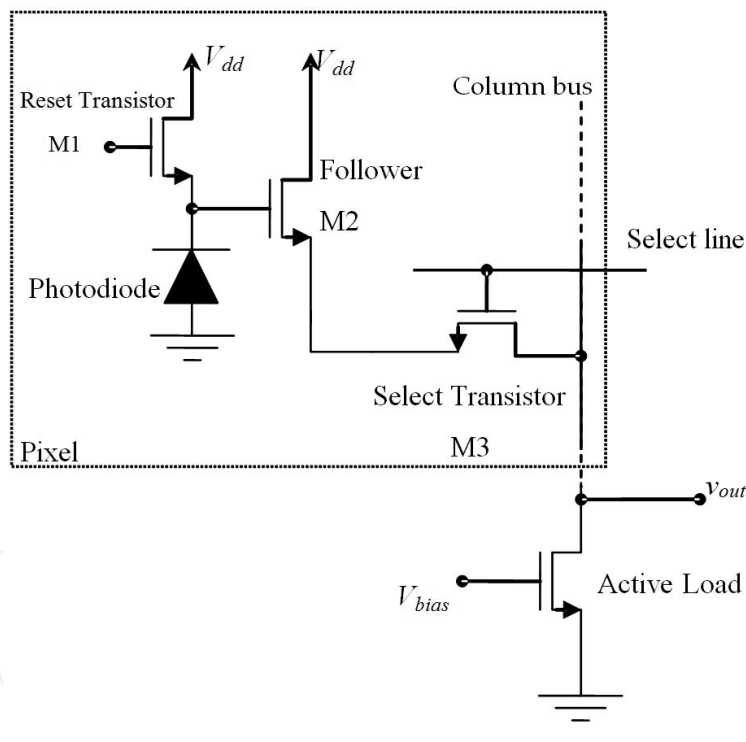 Vdd
Vdd
Reset Transistor
Column bus
M1
Follower
M2
Select line
Photodiode
Select Transistor
Pixel
M3
vout
Vbias
Active Load